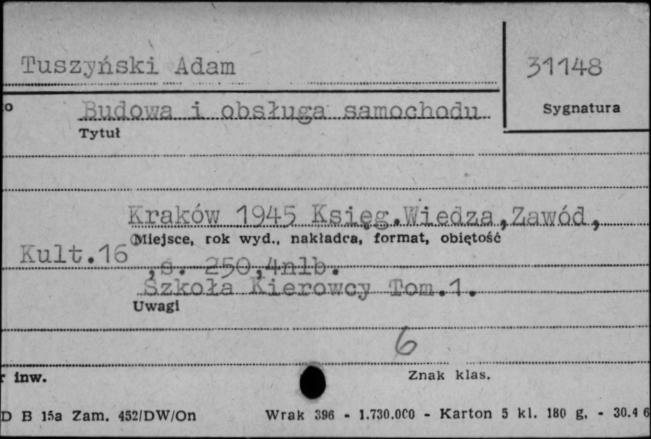 Tuszyński Adam
31148
o Budowa i obsługa samochodu
Sygnatura
Tytuł
Kraków 1945 Księg.Wiedza,Zawód,
Miejsce, rok wyd., nakładca, format, objętość
Kult.16
,s. 250,4nlb.
Szkoła Kierowcy Tom.1.
Uwagi
6
r inw.
Znak klas.
D B 15a Zam. 452/DW/On Wrak 396 - 1.730.000 - Karton 5 kl. 180 g. - 30.4 6